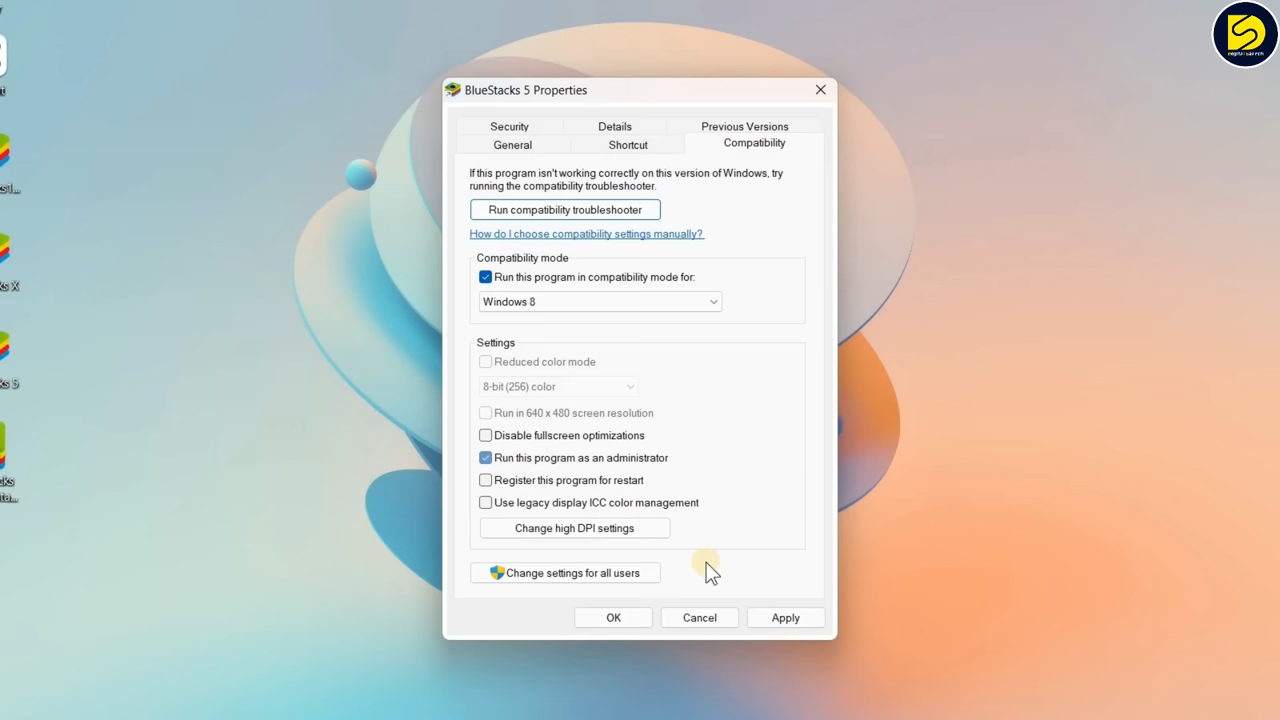 BlueStacks 5 Properties
Security Details Previous Versions
General Shortcut Compatibility
If this program isn't working correctly on this version of Windows, try
running the compatibility troubleshooter.
Run compatibility troubleshooter
How do I choose compatibility settings manually?
Compatibility mode
Run this program in compatibility mode for:
Windows 8
Settings
Reduced color mode
8-bit (256) color
Run in 640 x 480 screen resolution
Disable fullscreen optimizations
Run this program as an administrator
Register this program for restart
Use legacy display ICC color management
Change high DPI settings
Change settings for all users
OK Cancel Apply
ks X
ks 5